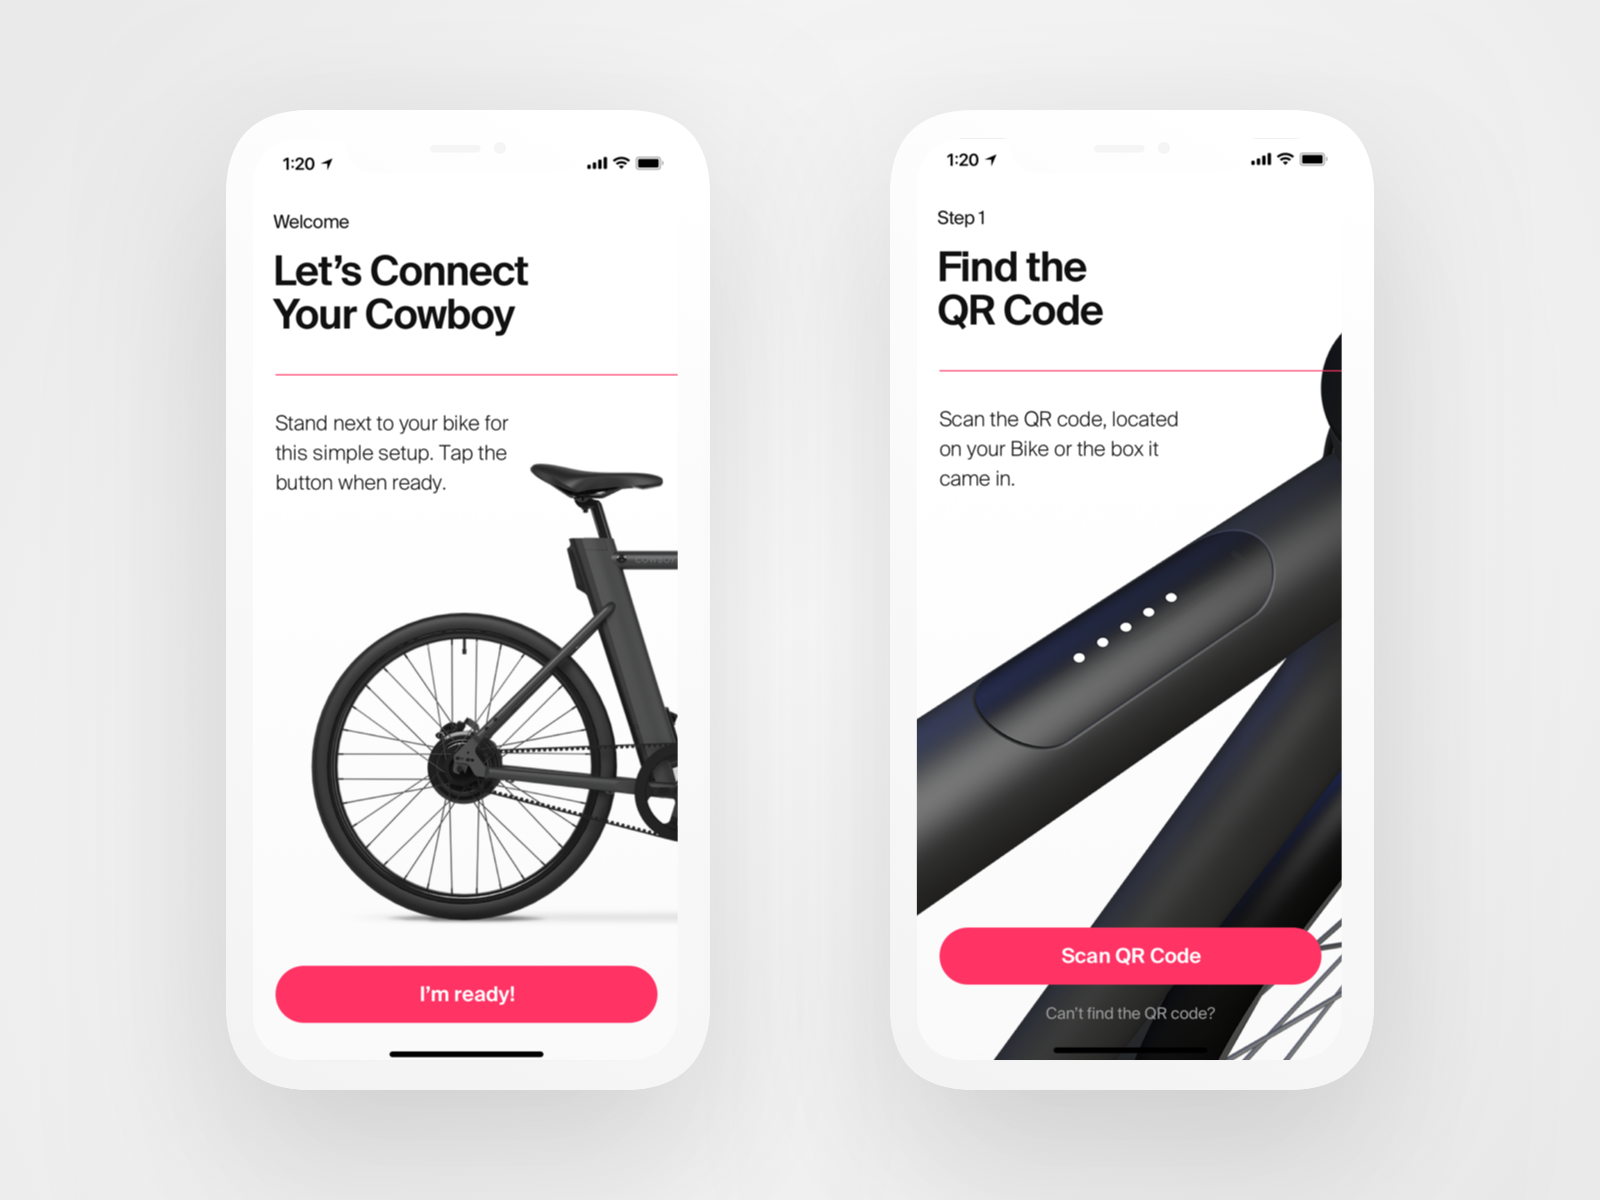 1:20
Welcome
Let's Connect
Your Cowboy
Stand next to your bike for
this simple setup. Tap the
button when ready.
COWBOY
I'm ready!
1:20
Step 1
Find the
QR Code
Scan the QR code, located
on your Bike or the box it
came in.
Scan QR Code
Can't find the QR code?